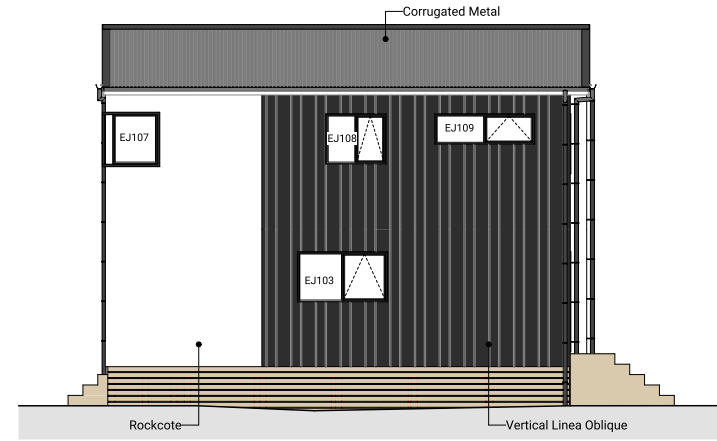 Corrugated Metal
EJ107
EJ108
EJ109
EJ103
Rockcote
Vertical Linea Oblique